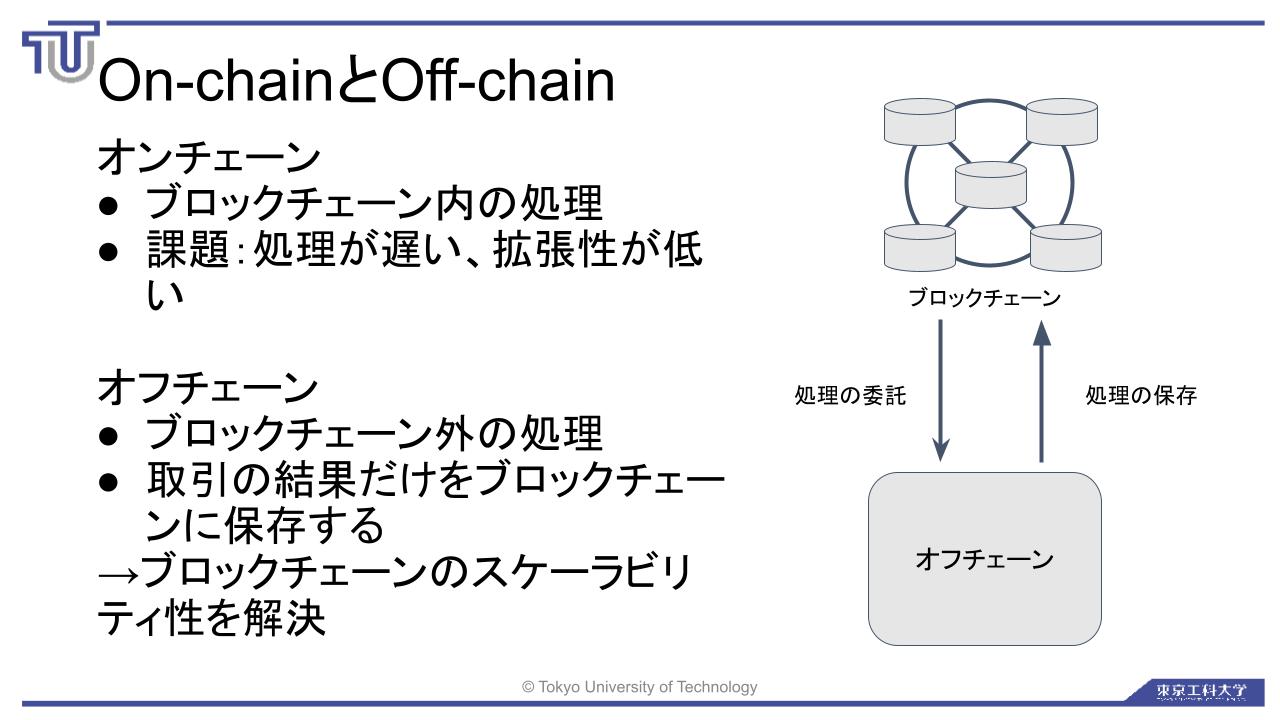 On-chainとOff-chain
オンチェーン
● ブロックチェーン内の処理
● 課題：処理が遅い、拡張性が低
い
オフチェーン
● ブロックチェーン外の処理
● 取引の結果だけをブロックチェー
ンに保存する
→ブロックチェーンのスケーラビリ
ティ性を解決
ブロックチェーン
処理の委託
処理の保存
オフチェーン
© Tokyo University of Technology
東京工科大学